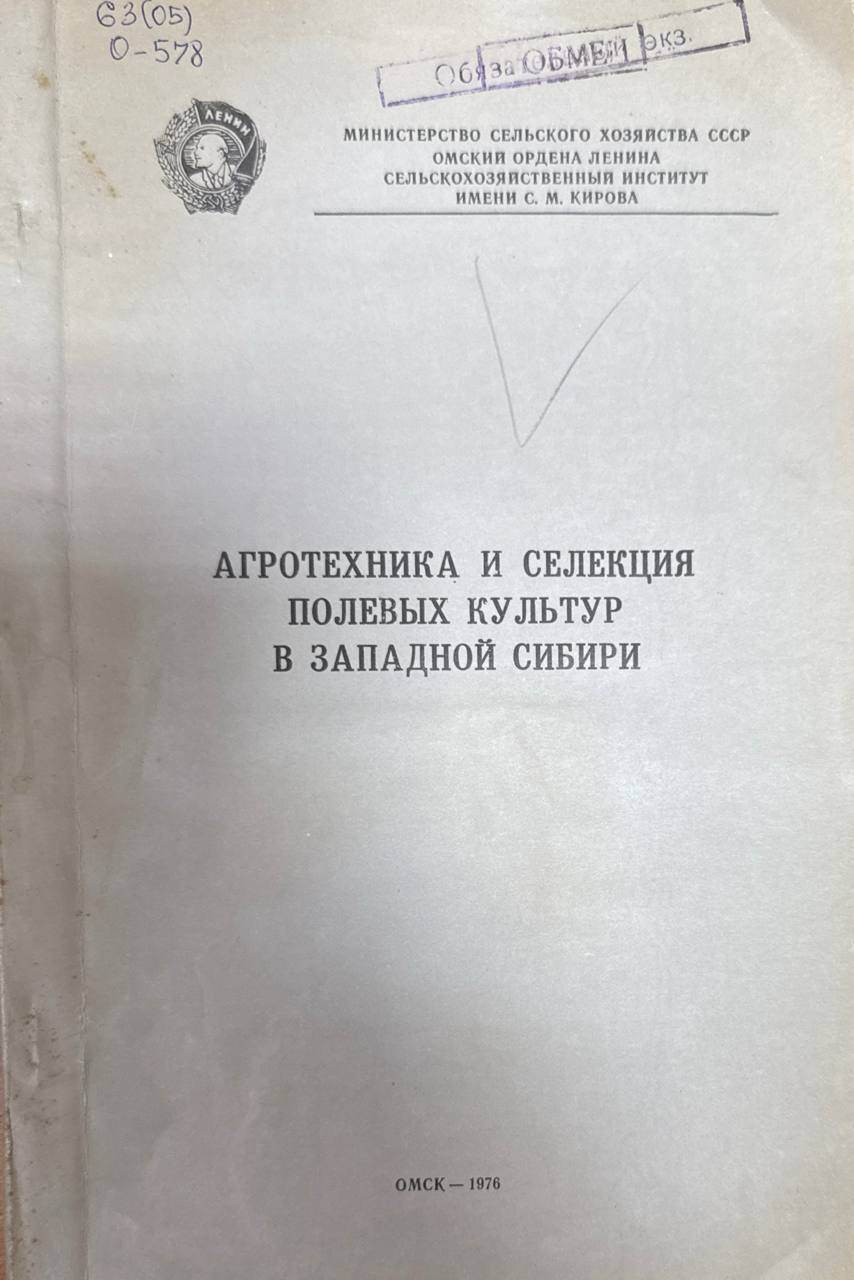 63(05)
О-578
Обязательный экз.
ОБМЕН
ЛЕНИН
МИНИСТЕРСТВО СЕЛЬСКОГО ХОЗЯЙСТВА СССР
ОМСКИЙ ОРДЕНА ЛЕНИНА
СЕЛЬСКОХОЗЯЙСТВЕННЫЙ ИНСТИТУТ
ИМЕНИ С. М. КИРОВА
АГРОТЕХНИКА И СЕЛЕКЦИЯ
ПОЛЕВЫХ КУЛЬТУР
В ЗАПАДНОЙ СИБИРИ
ОМСК — 1976